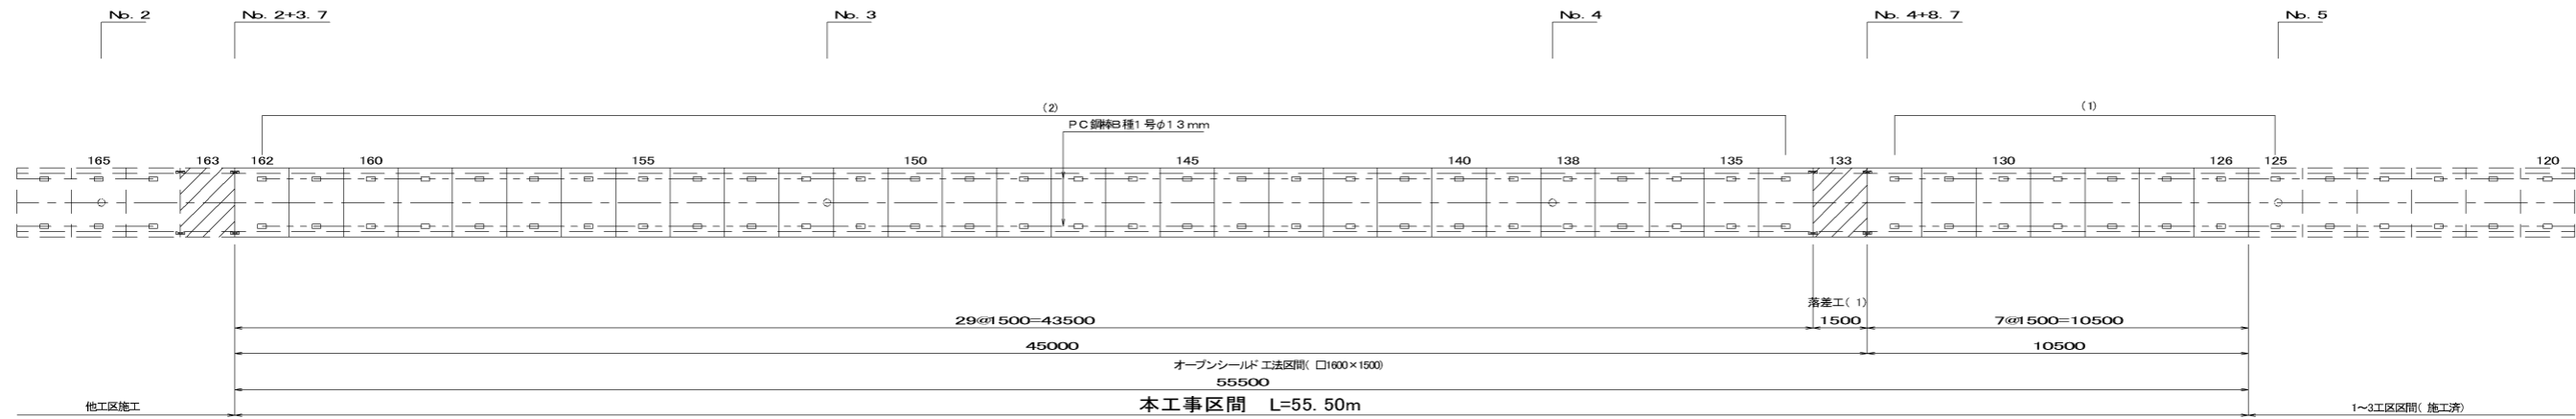 No. 2
No. 2+3. 7
No. 3
No. 4
No. 4+8. 7
No. 5
(2)
(1)
PC鋼棒B種1号φ13mm
165 163 162 160 155 150 145 140 138 135 133 130 126 125 120
落差工( 1)
29@1500=43500 1500 7@1500=10500
45000 10500
オープンシールド工法区間( □1600×1500)
55500
他工区施工 本工事区間 L=55. 50m 1~3工区区間( 施工済)